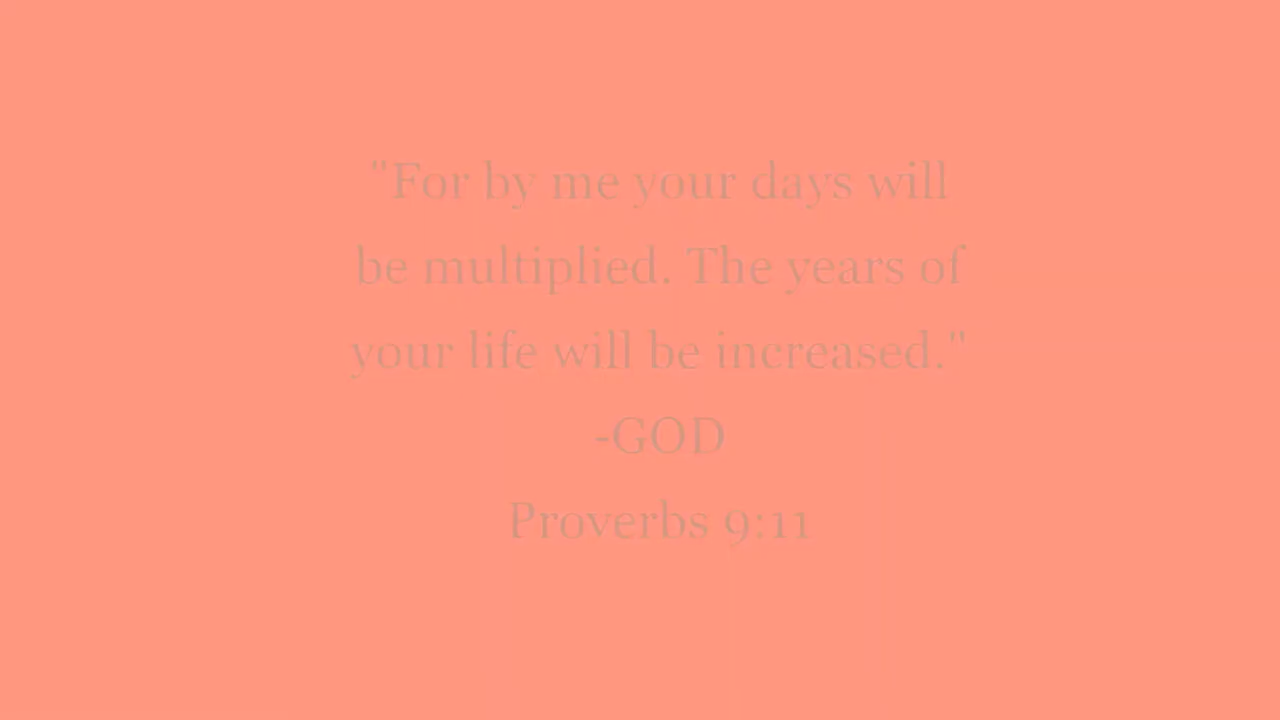 "For by me your days will
be multiplied. The years of
your life will be increased."
-GOD
Proverbs 9:11